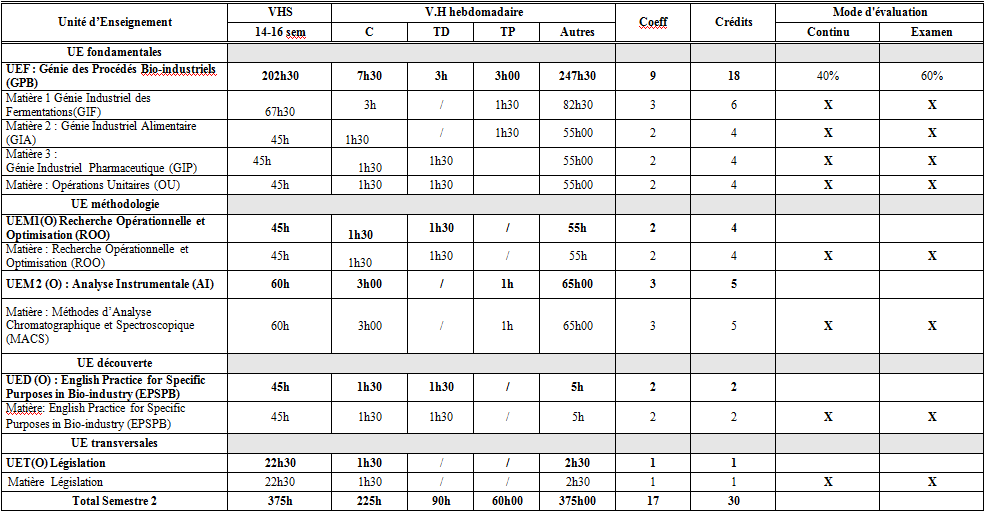 Unité d'Enseignement VHS V.H hebdomadaire Coeff Crédits Mode d'évaluation
14-16 sem C TD TP Autres Continu Examen
UE fondamentales
UEF : Génie des Procédés Bio-industriels (GPB) 202h30 7h30 3h 3h00 247h30 9 18 40% 60%
Matière 1 Génie Industriel des Fermentations(GIF) 67h30 3h / 1h30 82h30 3 6 X X
Matière 2 : Génie Industriel Alimentaire (GIA) 45h 1h30 / 1h30 55h00 2 4 X X
Matière 3 :
Génie Industriel Pharmaceutique (GIP) 45h 1h30 1h30 55h00 2 4 X X
Matière : Opérations Unitaires (OU) 45h 1h30 1h30 55h00 2 4 X X
UE méthodologie
UEM1(O) Recherche Opérationnelle et Optimisation (ROO) 45h 1h30 1h30 / 55h 2 4
Matière : Recherche Opérationnelle et Optimisation (ROO) 45h 1h30 1h30 / 55h 2 4 X X
UEM 2 (O) : Analyse Instrumentale (AI) 60h 3h00 / 1h 65h00 3 5
Matière : Méthodes d'Analyse Chromatographique et Spectroscopique (MACS) 60h 3h00 / 1h 65h00 3 5 X X
UE découverte
UED (O) : English Practice for Specific Purposes in Bio-industry (EPSPB) 45h 1h30 1h30 / 5h 2 2
Matière: English Practice for Specific Purposes in Bio-industry (EPSPB) 45h 1h30 1h30 / 5h 2 2 X X
UE transversales
UET(O) Législation 22h30 1h30 / / 2h30 1 1
Matière Législation 22h30 1h30 / / 2h30 1 1 X X
Total Semestre 2 375h 225h 90h 60h00 375h00 17 30